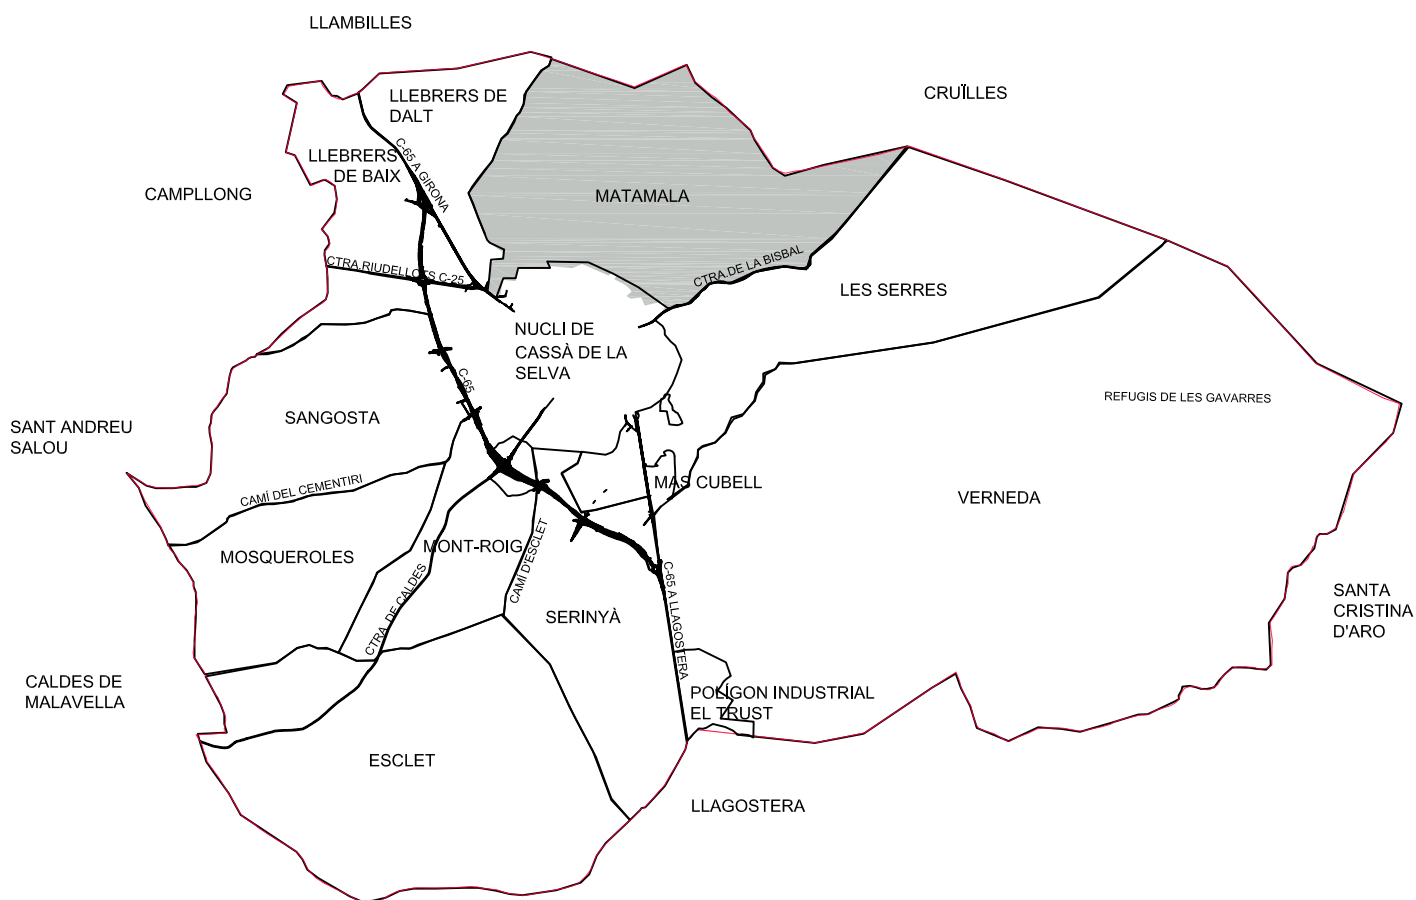 LLAMBILLES
LLEBRERS DE
DALT
CRUÏLLES
C-65 A GIRONA
LLEBRERS
DE BAIX
CAMPLLONG
MATAMALA
CTRA.DE LA BISBAL
CTRA.RIUDELLOTS C-25
LES SERRES
NUCLI DE
CASSÀ DE LA
SELVA
C-65
REFUGIS DE LES GAVARRES
SANGOSTA
SANT ANDREU
SALOU
CAMÍ DEL CEMENTIRI
MAS CUBELL
VERNEDA
MOSQUEROLES
MONT-ROIG
CAMÍ D'ESCLET
CTRA. DE CALDES
C-65 A LLAGOSTERA
SERINYÀ
SANTA
CRISTINA
D'ARO
CALDES DE
MALAVELLA
POLÍGON INDUSTRIAL
EL TRUST
ESCLET
LLAGOSTERA